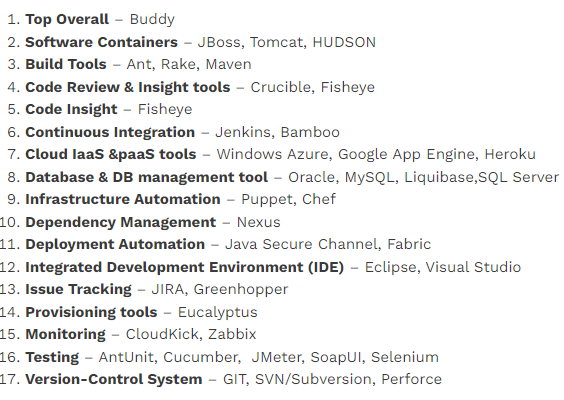 1. Top Overall – Buddy
2. Software Containers – JBoss, Tomcat, HUDSON
3. Build Tools – Ant, Rake, Maven
4. Code Review & Insight tools – Crucible, Fisheye
5. Code Insight – Fisheye
6. Continuous Integration – Jenkins, Bamboo
7. Cloud IaaS &paaS tools – Windows Azure, Google App Engine, Heroku
8. Database & DB management tool – Oracle, MySQL, Liquibase,SQL Server
9. Infrastructure Automation – Puppet, Chef
10. Dependency Management – Nexus
11. Deployment Automation – Java Secure Channel, Fabric
12. Integrated Development Environment (IDE) – Eclipse, Visual Studio
13. Issue Tracking – JIRA, Greenhopper
14. Provisioning tools – Eucalyptus
15. Monitoring – CloudKick, Zabbix
16. Testing – AntUnit, Cucumber,  JMeter, SoapUI, Selenium
17. Version-Control System – GIT, SVN/Subversion, Perforce